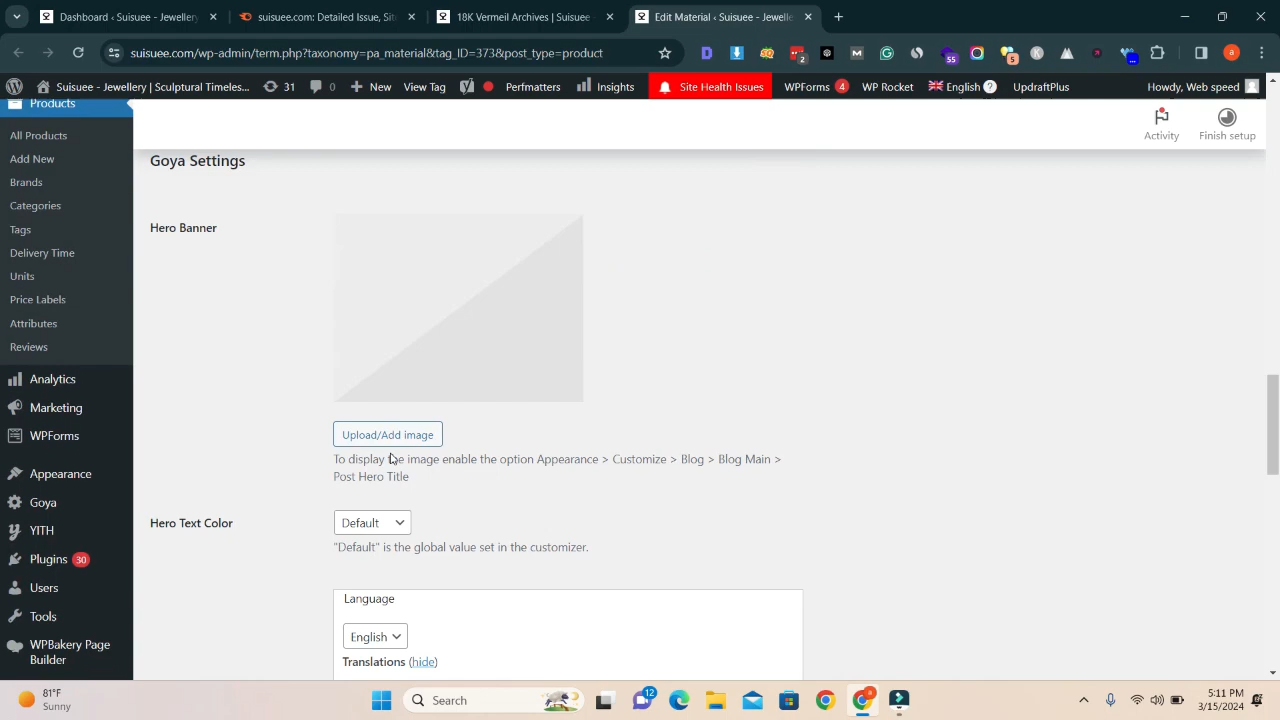 Dashboard ‹ Suisuee - Jewellery
suisuee.com: Detailed Issue, Sit
18K Vermeil Archives | Suisuee -
Edit Material ‹ Suisuee - Jewelle
suisuee.com/wp-admin/term.php?taxonomy=pa_material&tag_ID=373&post_type=product
2
55
5
Suisuee - Jewellery | Sculptural Timeles...
31
0
New
View Tag
Perfmatters
Insights
Site Health Issues
WPForms
4
WP Rocket
English
UpdraftPlus
Howdy, Web speed
Products
Activity
Finish setup
All Products
Add New
Brands
Categories
Tags
Delivery Time
Units
Price Labels
Attributes
Reviews
Analytics
Marketing
WPForms
Appearance
Goya
YITH
Plugins 30
Users
Tools
WPBakery Page
Builder
Goya Settings
Hero Banner
Upload/Add image
To display the image enable the option Appearance > Customize > Blog > Blog Main >
Post Hero Title
Hero Text Color
Default
"Default" is the global value set in the customizer.
Language
English
Translations (hide)
81°F
Sunny
Search
12
5:11 PM
3/15/2024